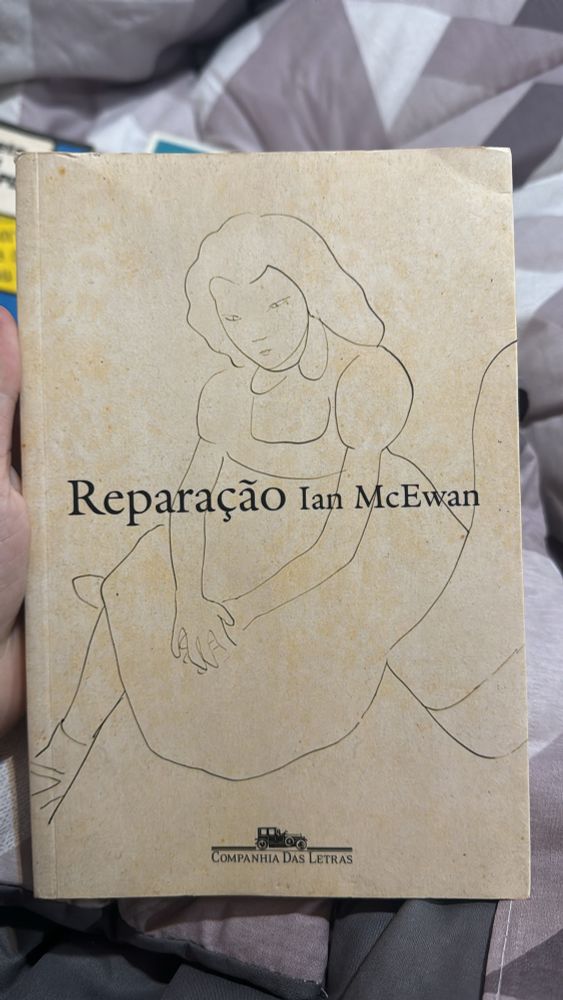 Reparação Ian McEwan
COMPANHIA DAS LETRAS